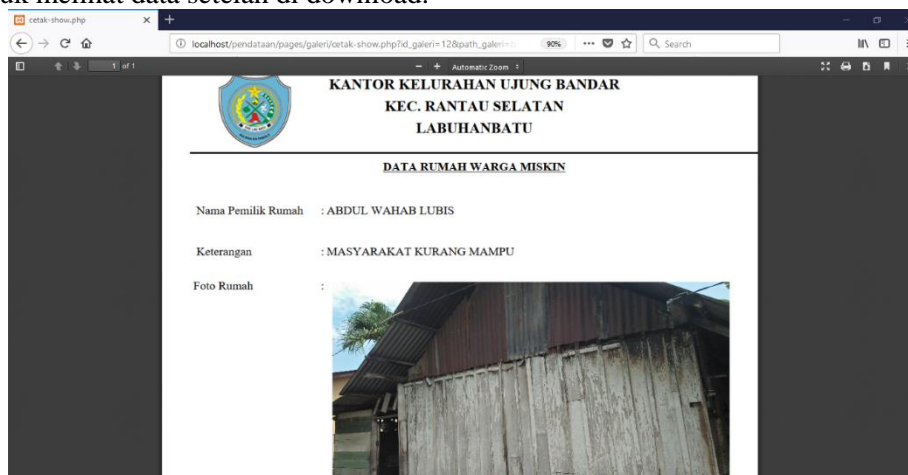 uk melihat data setelah di download.
cetak-show.php
localhost/pendataan/pages/galeri/cetak-show.php?id_galeri=12&path_galeri=
90%
Search
1 of 1
Automatic Zoom
KANTOR KELURAHAN UJUNG BANDAR
KEC. RANTAU SELATAN
LABUHANBATU
DATA RUMAH WARGA MISKIN
Nama Pemilik Rumah : ABDUL WAHAB LUBIS
Keterangan : MASYARAKAT KURANG MAMPU
Foto Rumah :